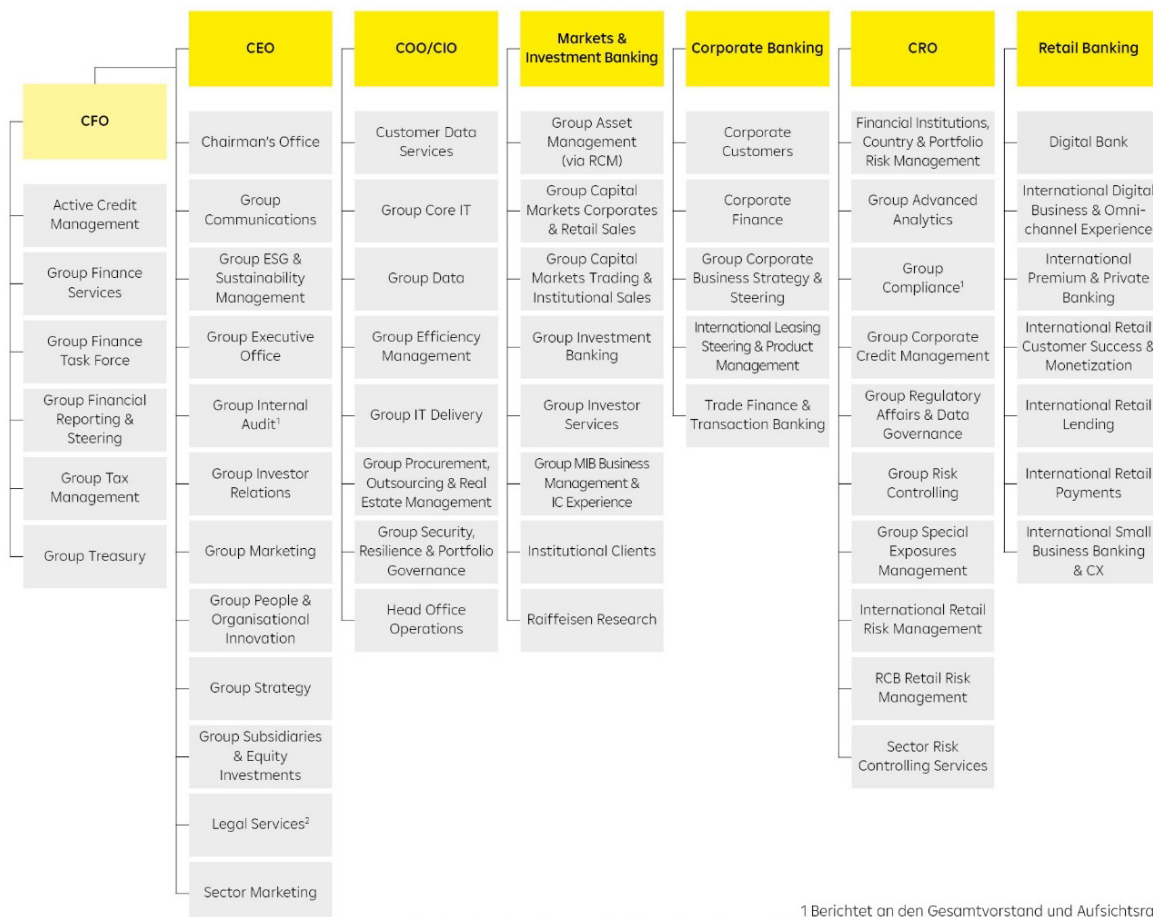 CEO
COO/CIO
Markets &
Investment Banking
Corporate Banking
CRO
Retail Banking
CFO
Active Credit
Management
Group Finance
Services
Group Finance
Task Force
Group Financial
Reporting &
Steering
Group Tax
Management
Group Treasury
Chairman's Office
Group
Communications
Group ESG &
Sustainability
Management
Group Executive
Office
Group Internal
Audit¹
Group Investor
Relations
Group Marketing
Group People &
Organisational
Innovation
Group Strategy
Group Subsidiaries
& Equity
Investments
Legal Services²
Sector Marketing
Customer Data
Services
Group Core IT
Group Data
Group Efficiency
Management
Group IT Delivery
Group Procurement,
Outsourcing & Real
Estate Management
Group Security,
Resilience & Portfolio
Governance
Head Office
Operations
Group Asset
Management
(via RCM)
Group Capital
Markets Corporates
& Retail Sales
Group Capital
Markets Trading &
Institutional Sales
Group Investment
Banking
Group Investor
Services
Group MIB Business
Management &
IC Experience
Institutional Clients
Raiffeisen Research
Corporate
Customers
Corporate
Finance
Group Corporate
Business Strategy &
Steering
International Leasing
Steering & Product
Management
Trade Finance &
Transaction Banking
Financial Institutions,
Country & Portfolio
Risk Management
Group Advanced
Analytics
Group
Compliance¹
Group Corporate
Credit Management
Group Regulatory
Affairs & Data
Governance
Group Risk
Controlling
Group Special
Exposures
Management
International Retail
Risk Management
RCB Retail Risk
Management
Sector Risk
Controlling Services
Digital Bank
International Digital
Business & Omni-
channel Experience
International
Premium & Private
Banking
International Retail
Customer Success &
Monetization
International Retail
Lending
International Retail
Payments
International Small
Business Banking
& CX
1 Berichtet an den Gesamtvorstand und Aufsichtsra